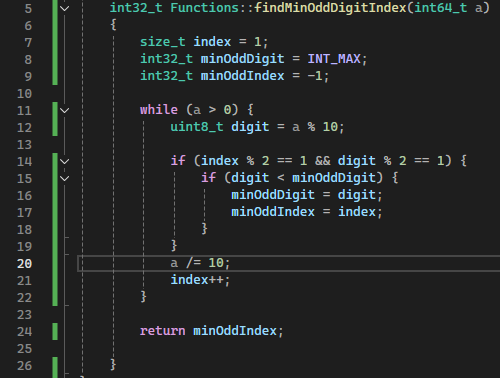 5 int32_t Functions::findMinOddDigitIndex(int64_t a)
6 {
7 size_t index = 1;
8 int32_t minOddDigit = INT_MAX;
9 int32_t minOddIndex = -1;
10
11 while (a > 0) {
12 uint8_t digit = a % 10;
13
14 if (index % 2 == 1 && digit % 2 == 1) {
15 if (digit < minOddDigit) {
16 minOddDigit = digit;
17 minOddIndex = index;
18 }
19 }
20 a /= 10;
21 index++;
22 }
23
24 return minOddIndex;
25
26 }